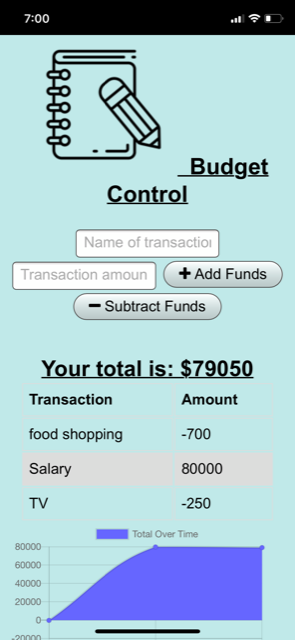 7:00
Budget
Control
Name of transaction
Transaction amoun
+ Add Funds
− Subtract Funds
Your total is: $79050
Transaction Amount
food shopping -700
Salary 80000
TV -250
Total Over Time
80000
60000
40000
20000
0
-20000